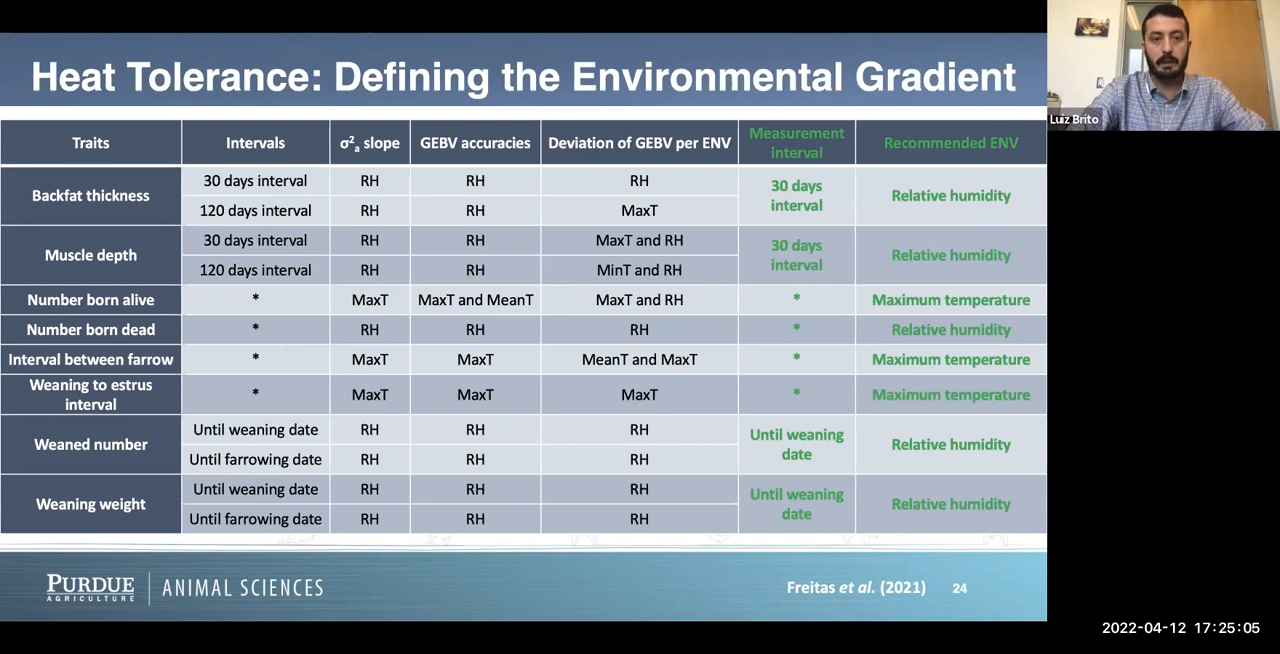 Heat Tolerance: Defining the Environmental Gradient
Luiz Brito
Traits Intervals σ²ₐ slope GEBV accuracies Deviation of GEBV per ENV Measurement interval Recommended ENV
Backfat thickness 30 days interval RH RH RH 30 days interval Relative humidity
120 days interval RH RH MaxT
Muscle depth 30 days interval RH RH MaxT and RH 30 days interval Relative humidity
120 days interval RH RH MinT and RH
Number born alive * MaxT MaxT and MeanT MaxT and RH * Maximum temperature
Number born dead * RH RH RH * Relative humidity
Interval between farrow * MaxT MaxT MeanT and MaxT * Maximum temperature
Weaning to estrus interval * MaxT MaxT MaxT * Maximum temperature
Weaned number Until weaning date RH RH RH Until weaning date Relative humidity
Until farrowing date RH RH RH
Weaning weight Until weaning date RH RH RH Until weaning date Relative humidity
Until farrowing date RH RH RH
PURDUE AGRICULTURE ANIMAL SCIENCES
Freitas et al. (2021) 24
2022-04-12 17:25:05